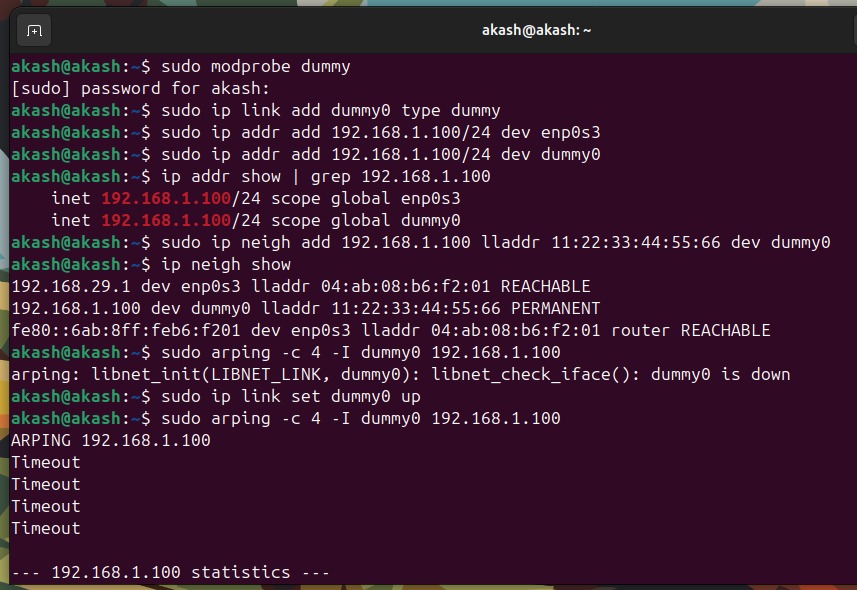 akash@akash: ~
akash@akash:~$ sudo modprobe dummy
[sudo] password for akash:
akash@akash:~$ sudo ip link add dummy0 type dummy
akash@akash:~$ sudo ip addr add 192.168.1.100/24 dev enp0s3
akash@akash:~$ sudo ip addr add 192.168.1.100/24 dev dummy0
akash@akash:~$ ip addr show | grep 192.168.1.100
    inet 192.168.1.100/24 scope global enp0s3
    inet 192.168.1.100/24 scope global dummy0
akash@akash:~$ sudo ip neigh add 192.168.1.100 lladdr 11:22:33:44:55:66 dev dummy0
akash@akash:~$ ip neigh show
192.168.29.1 dev enp0s3 lladdr 04:ab:08:b6:f2:01 REACHABLE
192.168.1.100 dev dummy0 lladdr 11:22:33:44:55:66 PERMANENT
fe80::6ab:8ff:feb6:f201 dev enp0s3 lladdr 04:ab:08:b6:f2:01 router REACHABLE
akash@akash:~$ sudo arping -c 4 -I dummy0 192.168.1.100
arping: libnet_init(LIBNET_LINK, dummy0): libnet_check_iface(): dummy0 is down
akash@akash:~$ sudo ip link set dummy0 up
akash@akash:~$ sudo arping -c 4 -I dummy0 192.168.1.100
ARPING 192.168.1.100
Timeout
Timeout
Timeout
Timeout
--- 192.168.1.100 statistics ---